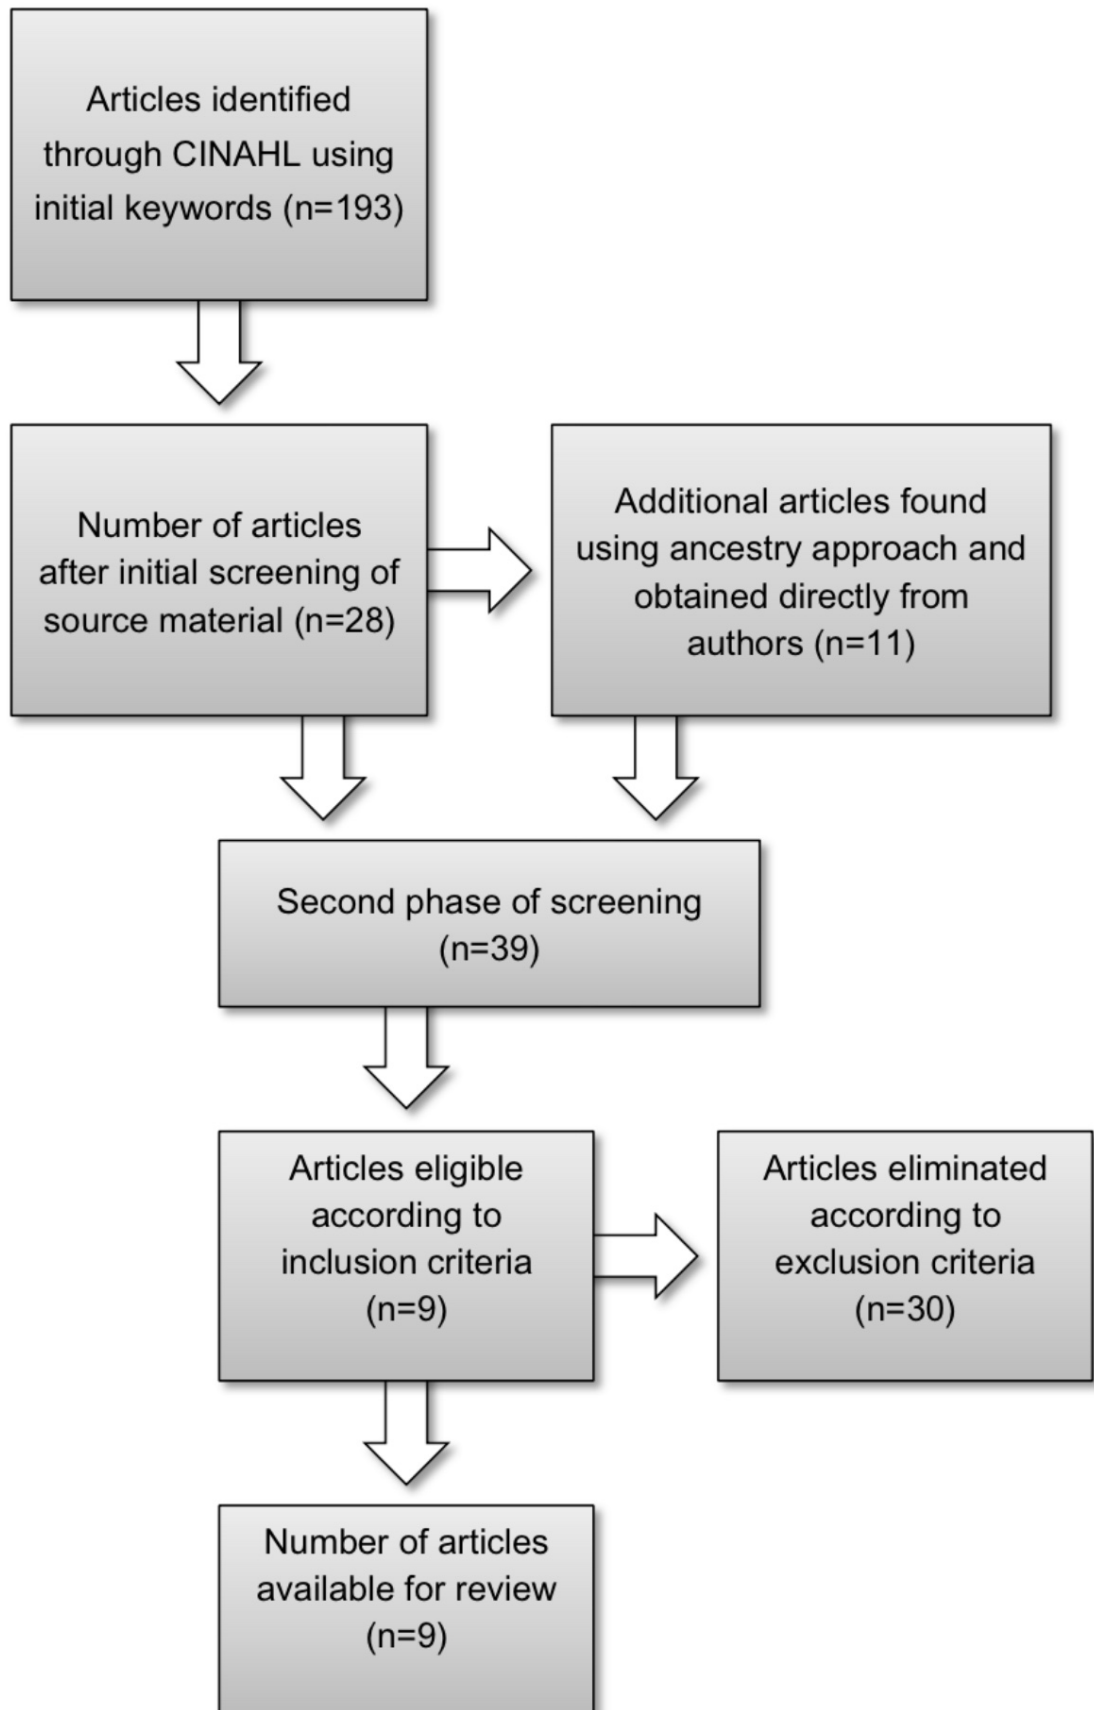 Articles identified
through CINAHL using
initial keywords (n=193)
Number of articles
after initial screening of
source material (n=28)
Additional articles found
using ancestry approach and
obtained directly from
authors (n=11)
Second phase of screening
(n=39)
Articles eligible
according to
inclusion criteria
(n=9)
Articles eliminated
according to
exclusion criteria
(n=30)
Number of articles
available for review
(n=9)